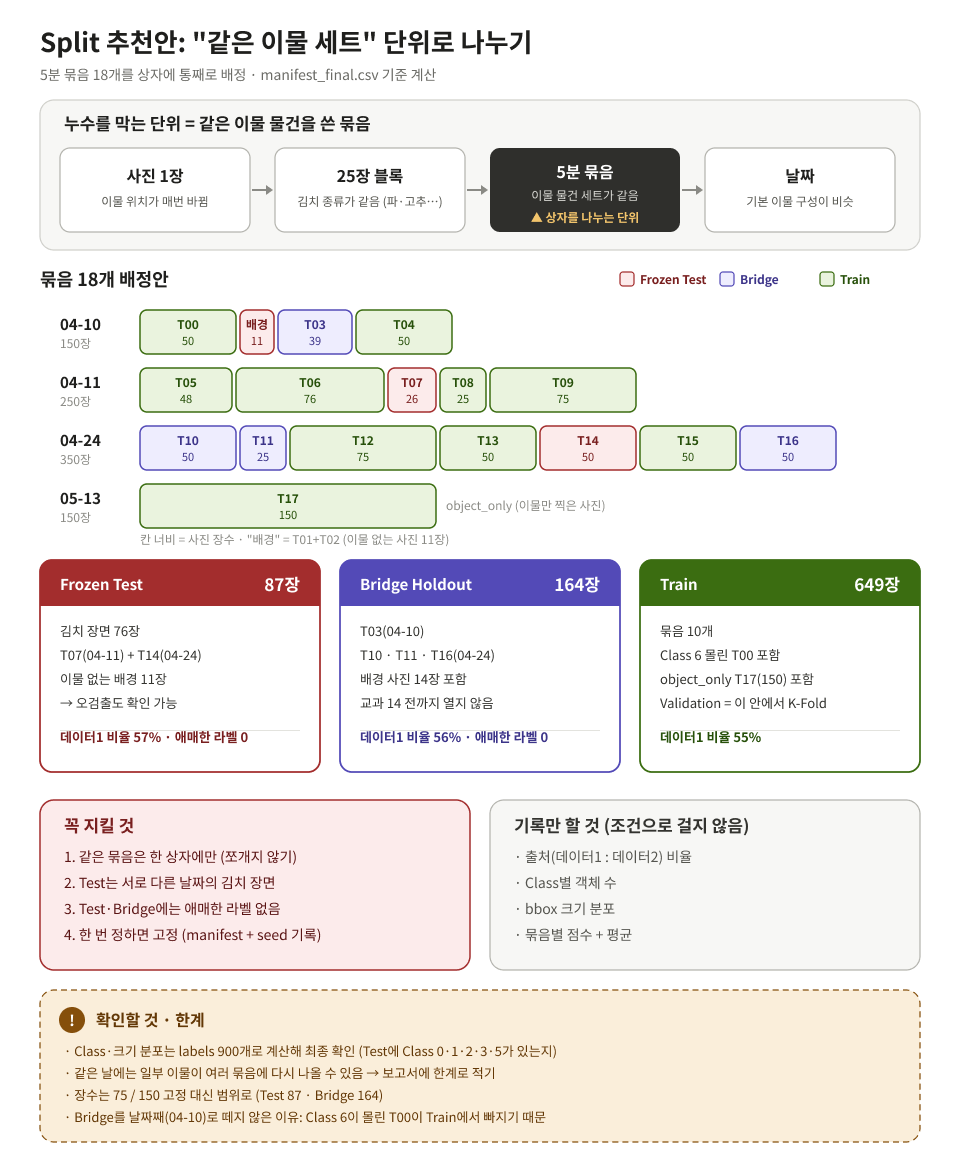 Split 추천안: "같은 이물 세트" 단위로 나누기
5분 묶음 18개를 상자에 통째로 배정 · manifest_final.csv 기준 계산
누수를 막는 단위 = 같은 이물 물건을 쓴 묶음
사진 1장
이물 위치가 매번 바뀜
25장 블록
김치 종류가 같음 (파·고추…)
5분 묶음
이물 물건 세트가 같음
▲ 상자를 나누는 단위
날짜
기본 이물 구성이 비슷
묶음 18개 배정안
Frozen Test
Bridge
Train
04-10
150장
T00
50
배경
11
T03
39
T04
50
04-11
250장
T05
48
T06
76
T07
26
T08
25
T09
75
04-24
350장
T10
50
T11
25
T12
75
T13
50
T14
50
T15
50
T16
50
05-13
150장
T17
150
object_only (이물만 찍은 사진)
칸 너비 = 사진 장수 · "배경" = T01+T02 (이물 없는 사진 11장)
Frozen Test 87장
김치 장면 76장
T07(04-11) + T14(04-24)
이물 없는 배경 11장
→ 오검출도 확인 가능
데이터1 비율 57% · 애매한 라벨 0
Bridge Holdout 164장
T03(04-10)
T10 · T11 · T16(04-24)
배경 사진 14장 포함
교과 14 전까지 열지 않음
데이터1 비율 56% · 애매한 라벨 0
Train 649장
묶음 10개
Class 6 몰린 T00 포함
object_only T17(150) 포함
Validation = 이 안에서 K-Fold
데이터1 비율 55%
꼭 지킬 것
1. 같은 묶음은 한 상자에만 (쪼개지 않기)
2. Test는 서로 다른 날짜의 김치 장면
3. Test·Bridge에는 애매한 라벨 없음
4. 한 번 정하면 고정 (manifest + seed 기록)
기록만 할 것 (조건으로 걸지 않음)
· 출처(데이터1 : 데이터2) 비율
· Class별 객체 수
· bbox 크기 분포
· 묶음별 점수 + 평균
! 확인할 것 · 한계
· Class·크기 분포는 labels 900개로 계산해 최종 확인 (Test에 Class 0·1·2·3·5가 있는지)
· 같은 날에는 일부 이물이 여러 묶음에 다시 나올 수 있음 → 보고서에 한계로 적기
· 장수는 75 / 150 고정 대신 범위로 (Test 87 · Bridge 164)
· Bridge를 날짜째(04-10)로 떼지 않은 이유: Class 6이 몰린 T00이 Train에서 빠지기 때문